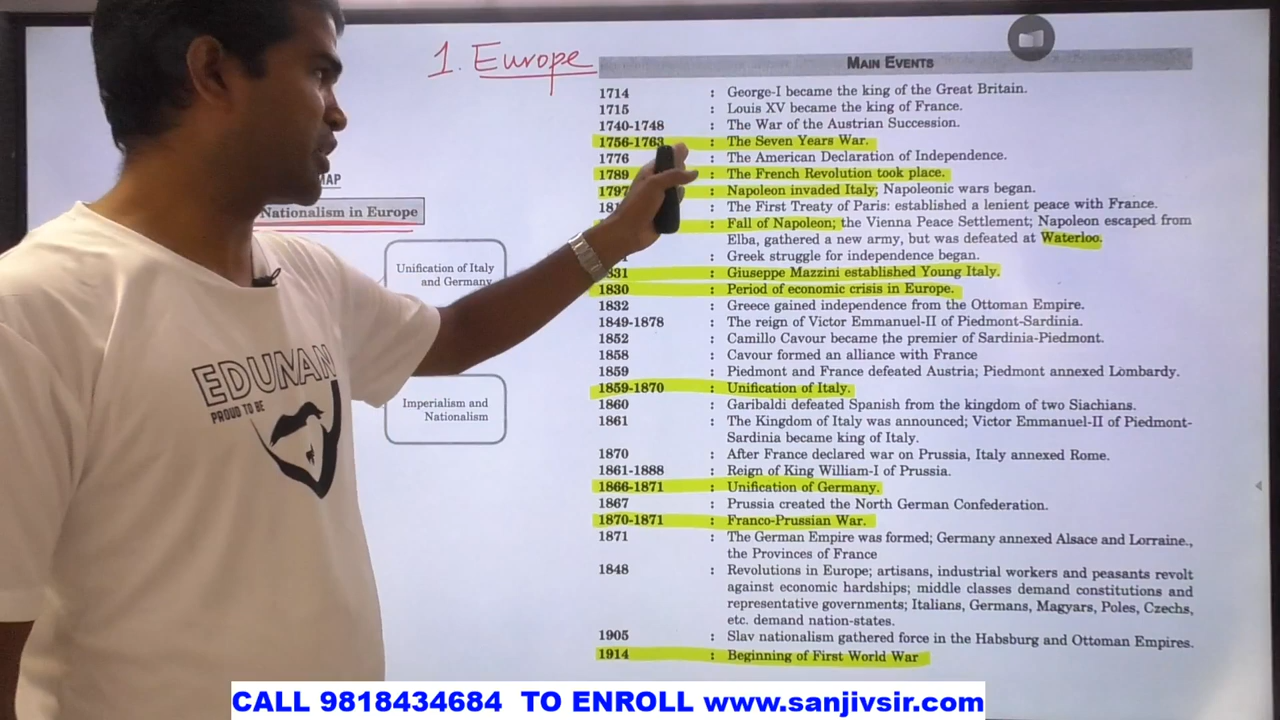 1. Europe
MAIN EVENTS
1714 : George-I became the king of the Great Britain.
1715 : Louis XV became the king of France.
1740-1748 : The War of the Austrian Succession.
1756-1763 : The Seven Years War.
1776 : The American Declaration of Independence.
1789 : The French Revolution took place.
1797 Napoleon invaded Italy; Napoleonic wars began.
: The First Treaty of Paris: established a lenient peace with France.
: Fall of Napoleon; the Vienna Peace Settlement; Napoleon escaped from
Elba, gathered a new army, but was defeated at Waterloo.
: Greek struggle for independence began.
: Giuseppe Mazzini established Young Italy.
1830 : Period of economic crisis in Europe.
1832 : Greece gained independence from the Ottoman Empire.
1849-1878 : The reign of Victor Emmanuel-II of Piedmont-Sardinia.
1852 : Camillo Cavour became the premier of Sardinia-Piedmont.
1858 : Cavour formed an alliance with France
1859 : Piedmont and France defeated Austria; Piedmont annexed Lombardy.
1859-1870 : Unification of Italy.
1860 : Garibaldi defeated Spanish from the kingdom of two Siachians.
1861 : The Kingdom of Italy was announced; Victor Emmanuel-II of Piedmont-
Sardinia became king of Italy.
1870 : After France declared war on Prussia, Italy annexed Rome.
1861-1888 : Reign of King William-I of Prussia.
1866-1871 : Unification of Germany.
1867 : Prussia created the North German Confederation.
1870-1871 : Franco-Prussian War.
1871 : The German Empire was formed; Germany annexed Alsace and Lorraine.,
the Provinces of France
1848 : Revolutions in Europe; artisans, industrial workers and peasants revolt
against economic hardships; middle classes demand constitutions and
representative governments; Italians, Germans, Magyars, Poles, Czechs,
etc. demand nation-states.
1905 : Slav nationalism gathered force in the Habsburg and Ottoman Empires.
1914 : Beginning of First World War
Nationalism in Europe
Unification of Italy
and Germany
Imperialism and
Nationalism
EDUMAN
PROUD TO BE
CALL 9818434684 TO ENROLL www.sanjivsir.com